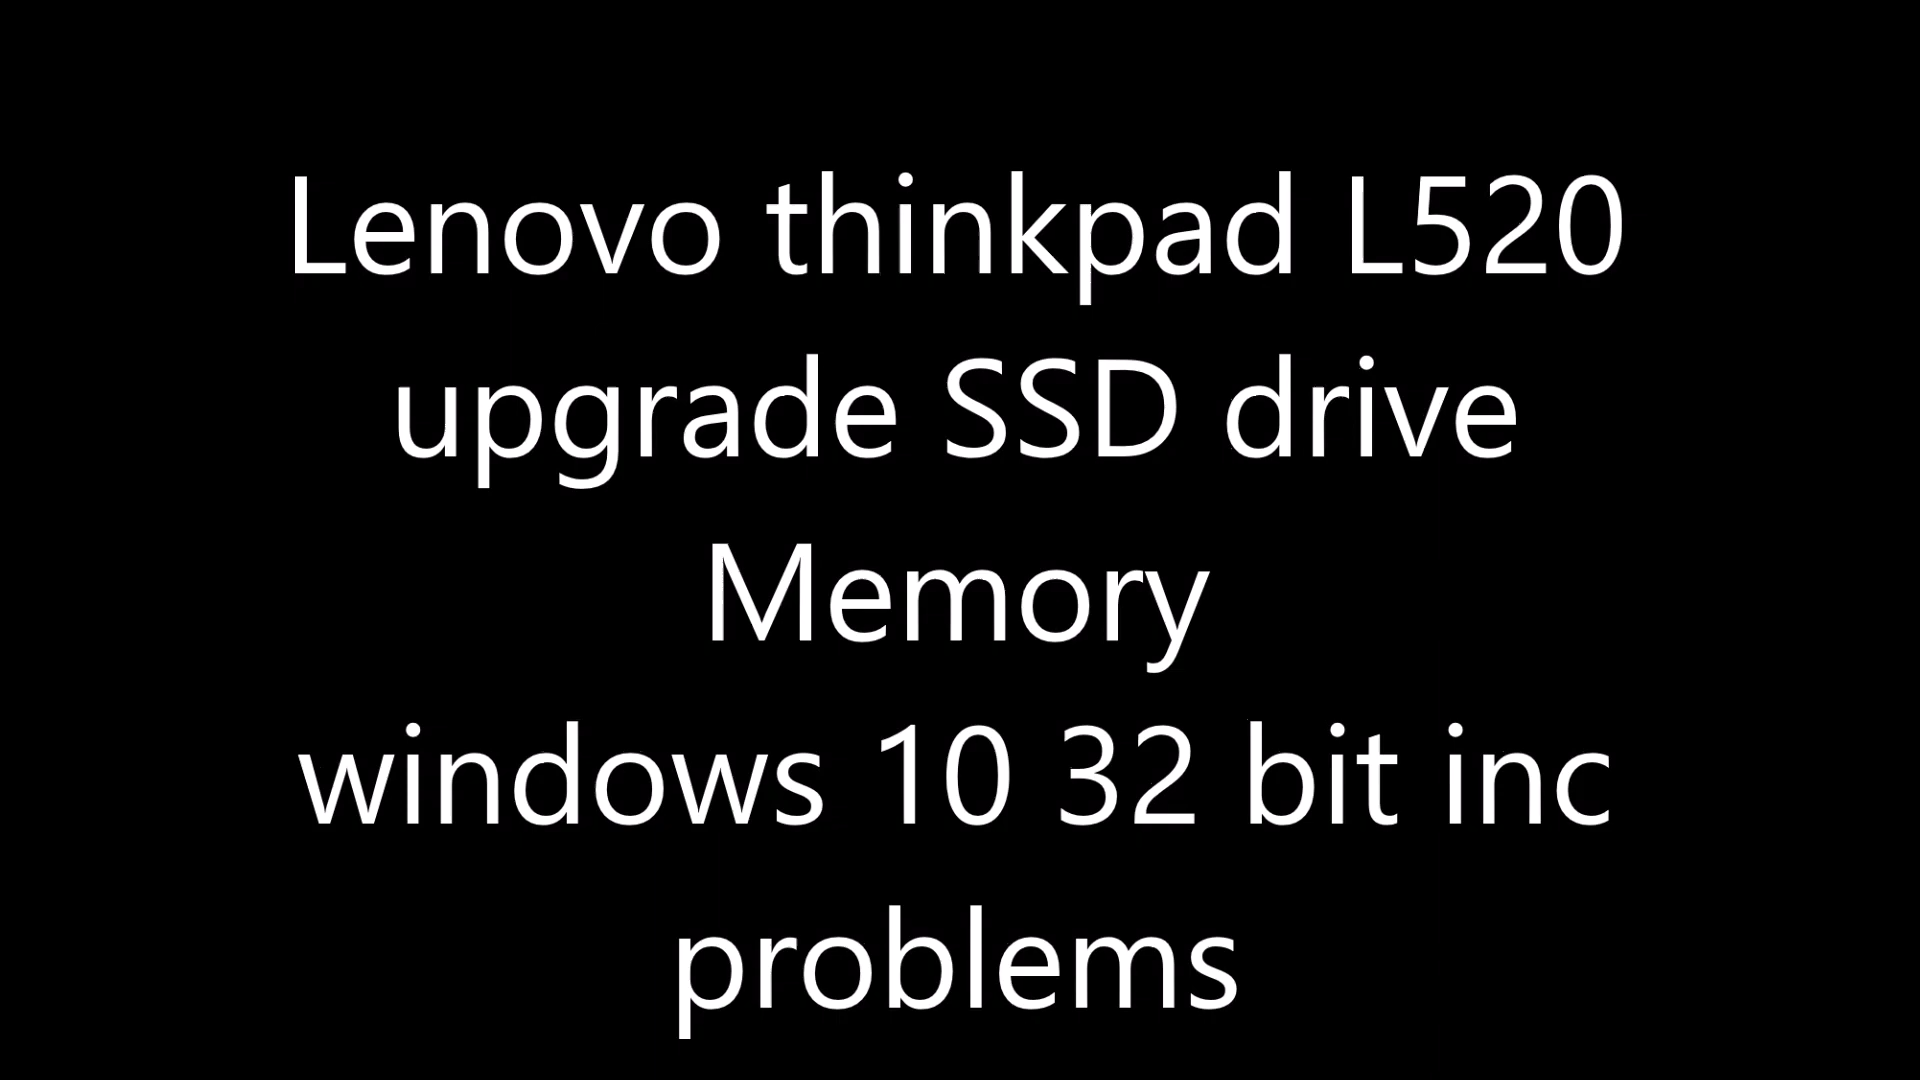 Lenovo thinkpad L520
upgrade SSD drive
Memory
windows 10 32 bit inc
problems